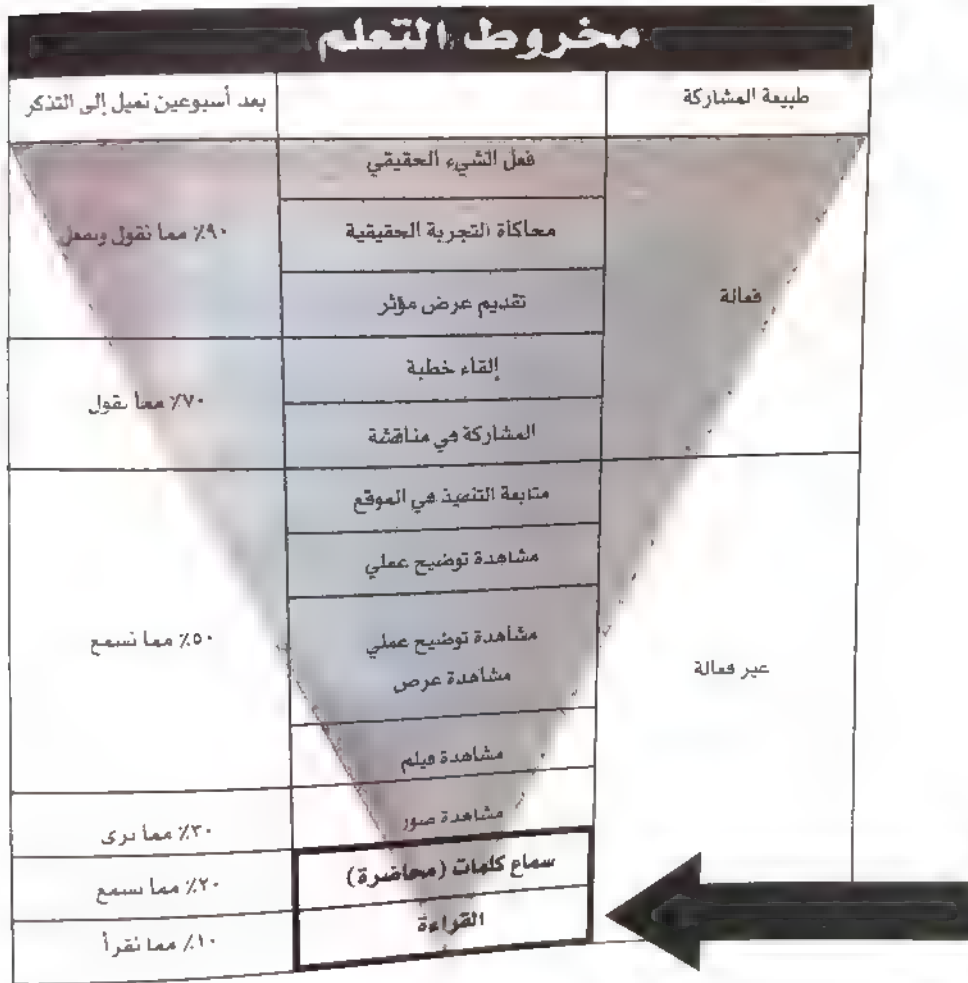 مخروط التعلم
طبيعة المشاركة
بعد أسبوعين نميل إلى التذكر
فعالة
فعل الشيء الحقيقي
محاكاة التجربة الحقيقية
تقديم عرض مؤثر
٩٠٪ مما نقول ونفعل
إلقاء خطبة
المشاركة في مناقشة
٧٠٪ مما نقول
غير فعالة
متابعة التنفيذ في الموقع
مشاهدة توضيح عملي
مشاهدة توضيح عملي
مشاهدة عرض
مشاهدة فيلم
٥٠٪ مما نسمع
مشاهدة صور
٣٠٪ مما نرى
سماع كلمات (محاضرة)
٢٠٪ مما نسمع
القراءة
١٠٪ مما نقرأ